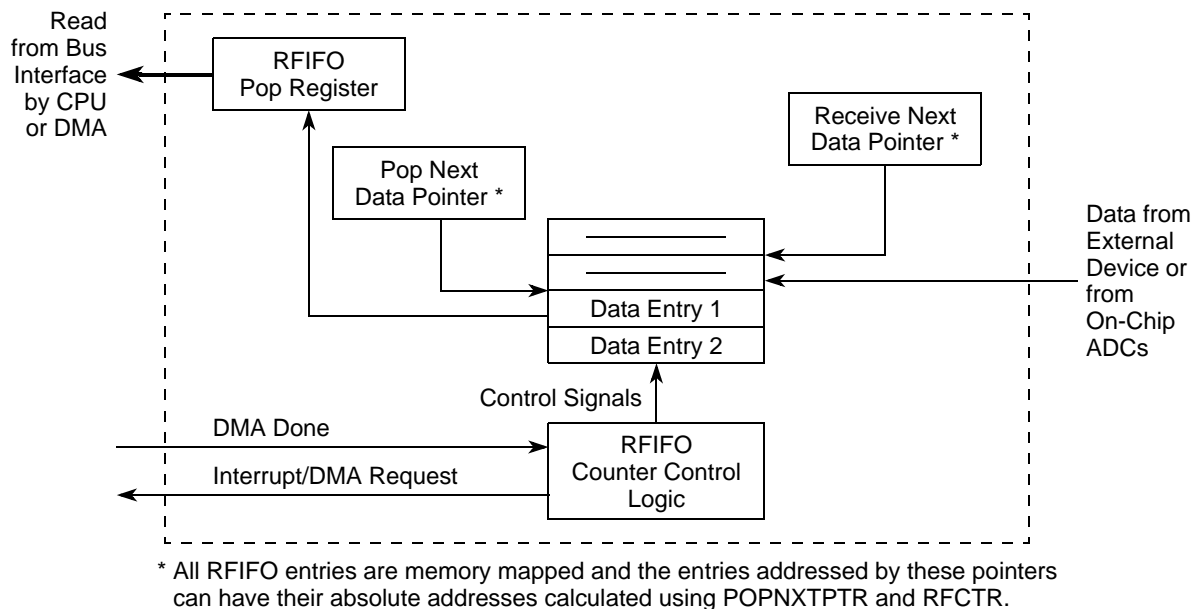 Read
from Bus
Interface
by CPU
or DMA
RFIFO
Pop Register
Receive Next
Data Pointer *
Pop Next
Data Pointer *
Data from
External
Device or
from
On-Chip
ADCs
Data Entry 1
Data Entry 2
Control Signals
DMA Done
Interrupt/DMA Request
RFIFO
Counter Control
Logic
* All RFIFO entries are memory mapped and the entries addressed by these pointers
can have their absolute addresses calculated using POPNXTPTR and RFCTR.